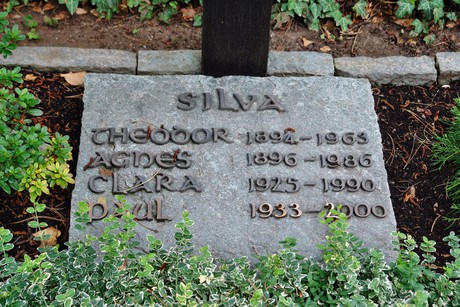 SILVA
THEODOR 1894-1963
AGNES 1896-1986
CLARA 1925-1990
PAUL 1933-2000